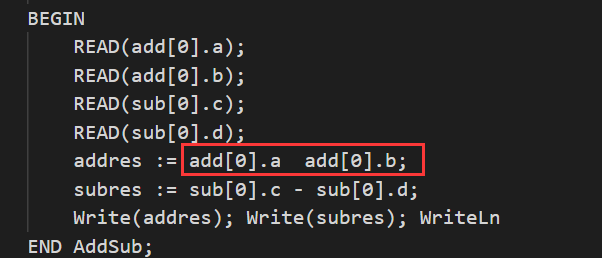 BEGIN
READ(add[0].a);
READ(add[0].b);
READ(sub[0].c);
READ(sub[0].d);
addres := add[0].a  add[0].b;
subres := sub[0].c - sub[0].d;
Write(addres); Write(subres); WriteLn
END AddSub;